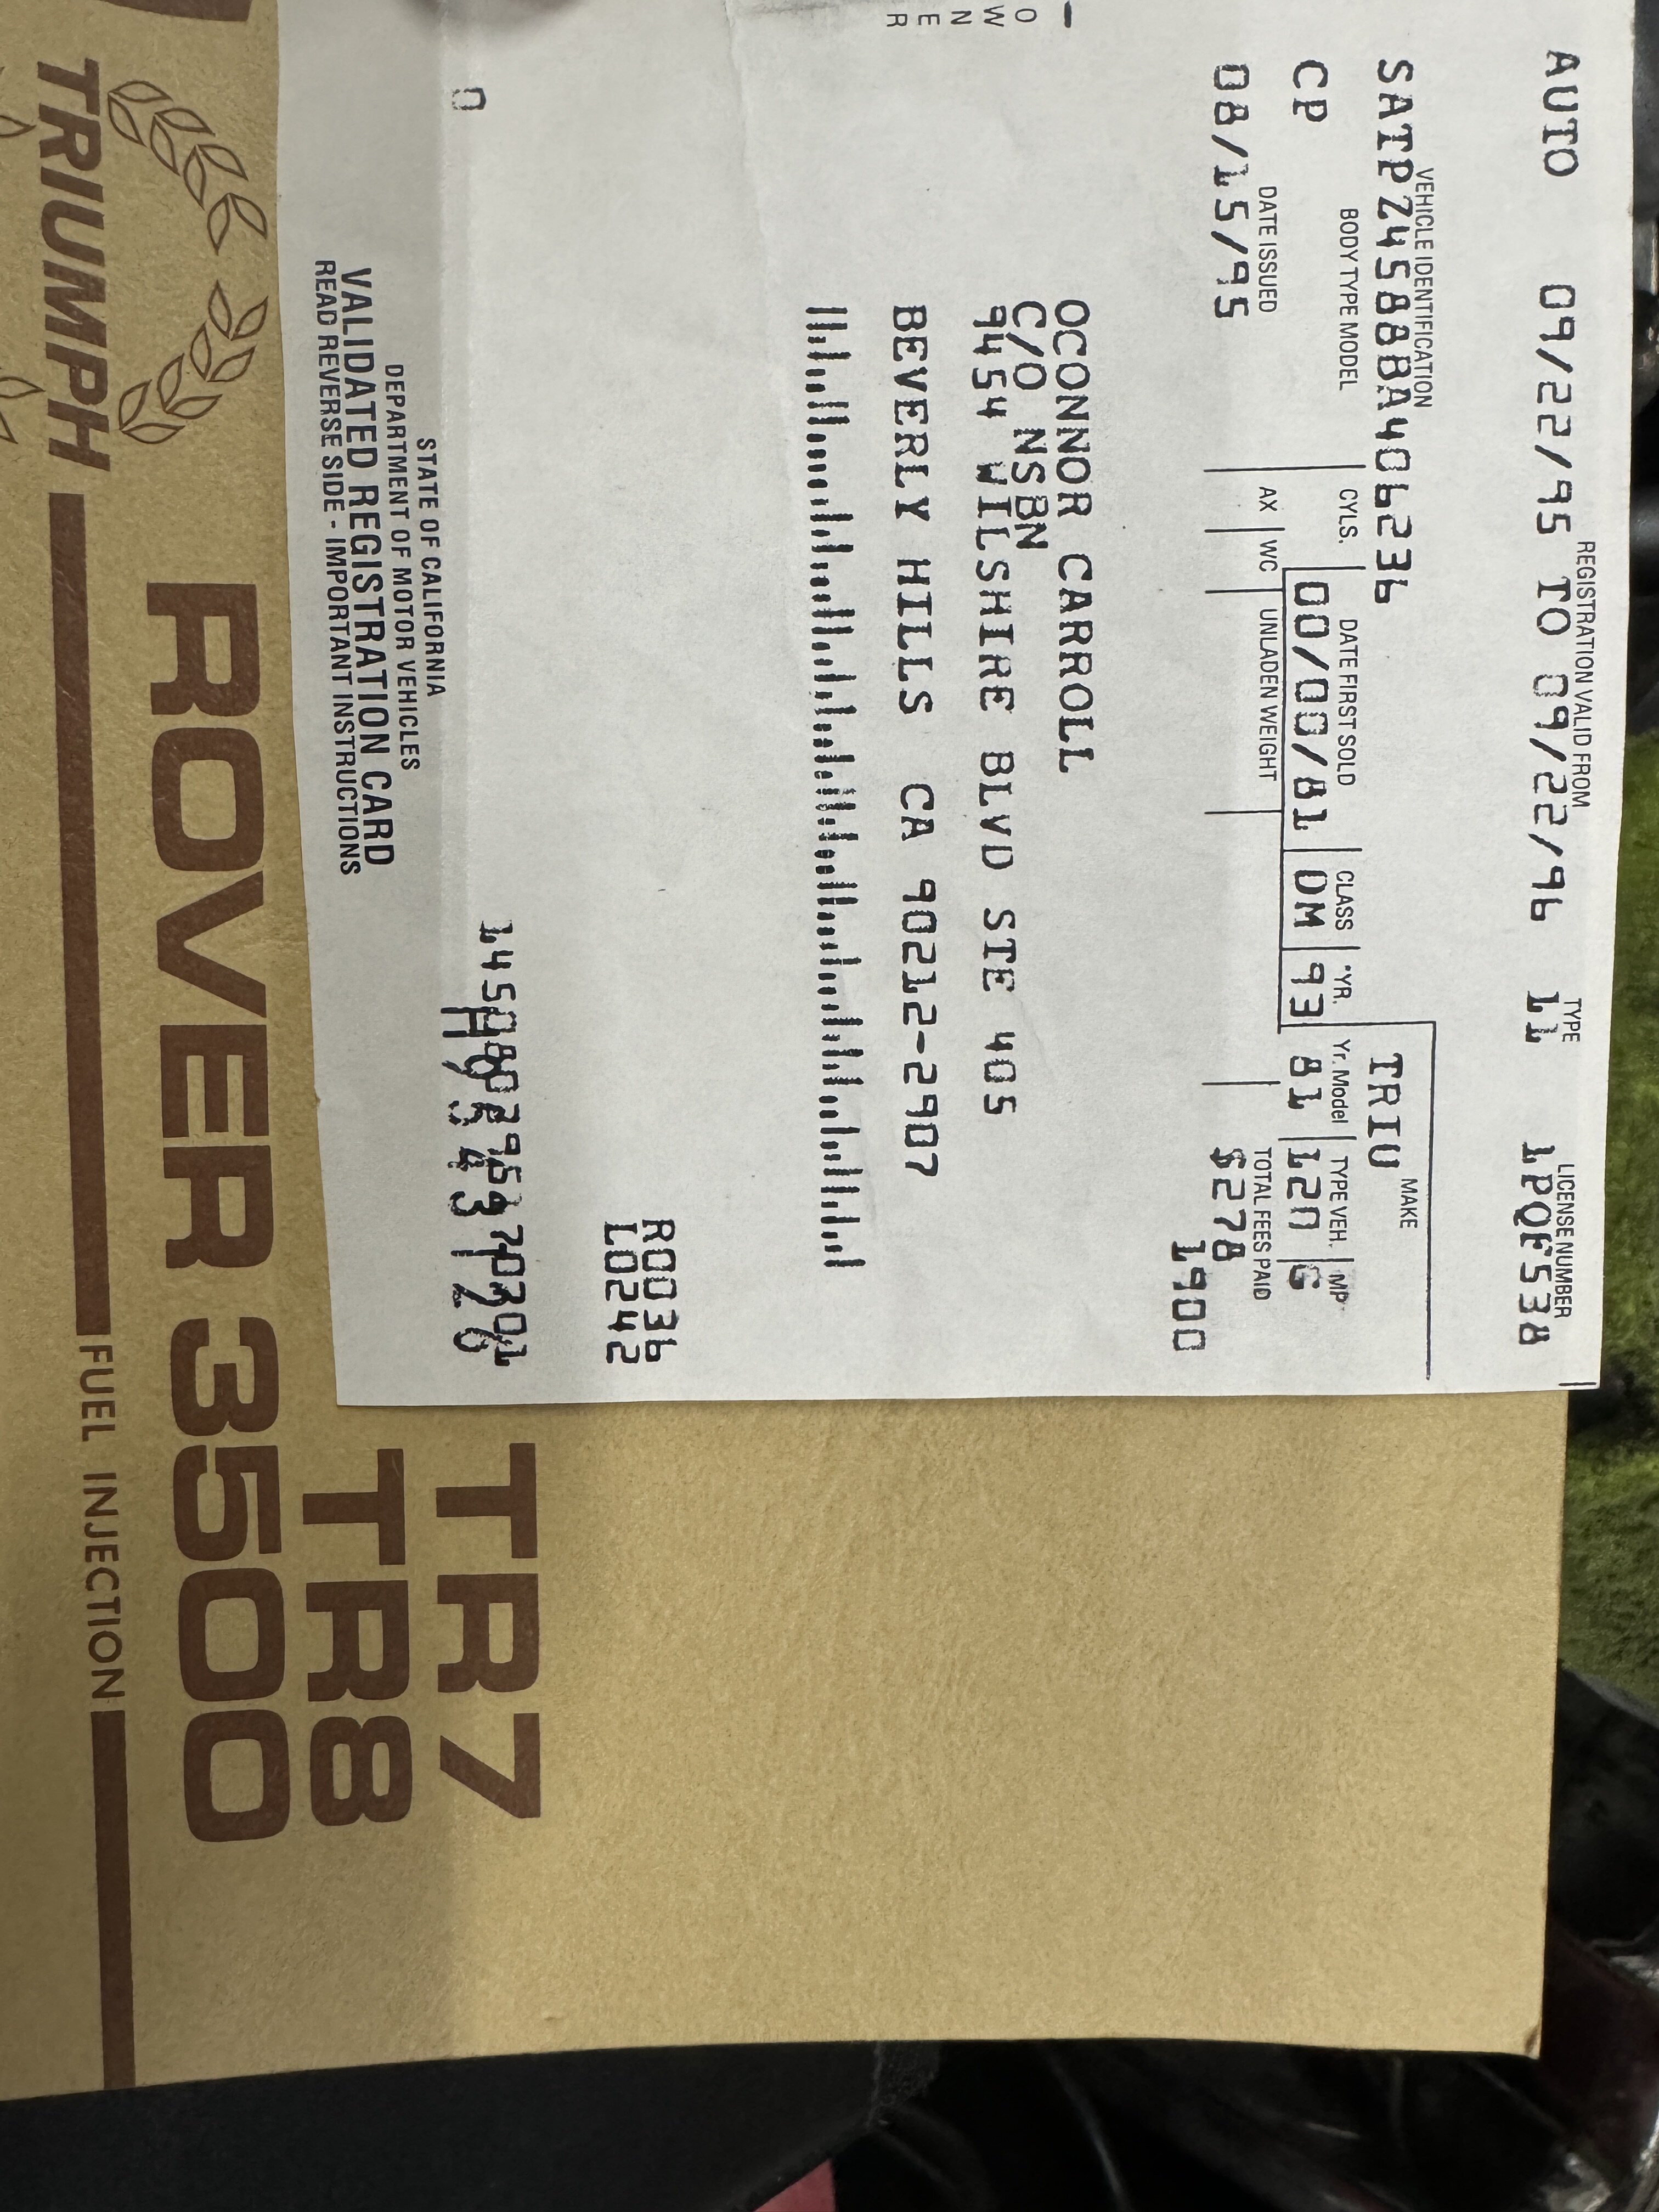 REGISTRATION VALID FROM TYPE LICENSE NUMBER
AUTO 09/22/95 TO 09/22/96 11 1PQF538
VEHICLE IDENTIFICATION MAKE
SATPZ4588BA406236 TRIU
BODY TYPE MODEL CYLS. DATE FIRST SOLD CLASS *YR. Yr. Model TYPE VEH. MP
CP 00/00/81 DM 93 81 120 G
DATE ISSUED AX WC UNLADEN WEIGHT TOTAL FEES PAID
08/15/95 $278
1900
OWNER
OCONNOR CARROLL
C/O NSBN
9454 WILSHIRE BLVD STE 405
BEVERLY HILLS CA 90212-2907
R0036
L0242
0
STATE OF CALIFORNIA
DEPARTMENT OF MOTOR VEHICLES
VALIDATED REGISTRATION CARD
READ REVERSE SIDE - IMPORTANT INSTRUCTIONS
TR7
TR8
ROVER 3500
TRIUMPH
FUEL INJECTION